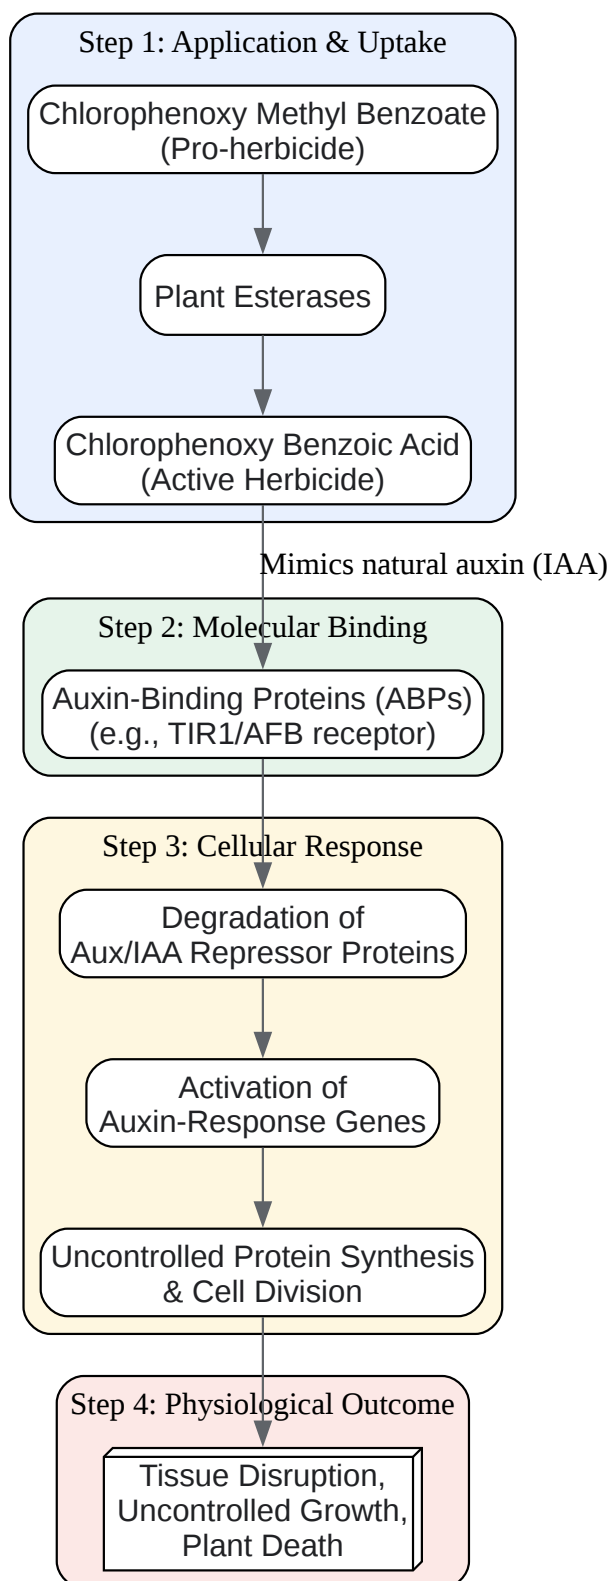 Step 1: Application & Uptake
Chlorophenoxy Methyl Benzoate
(Pro-herbicide)
Plant Esterases
Chlorophenoxy Benzoic Acid
(Active Herbicide)
Mimics natural auxin (IAA)
Step 2: Molecular Binding
Auxin-Binding Proteins (ABPs)
(e.g., TIR1/AFB receptor)
Step 3: Cellular Response
Degradation of
Aux/IAA Repressor Proteins
Activation of
Auxin-Response Genes
Uncontrolled Protein Synthesis
& Cell Division
Step 4: Physiological Outcome
Tissue Disruption,
Uncontrolled Growth,
Plant Death